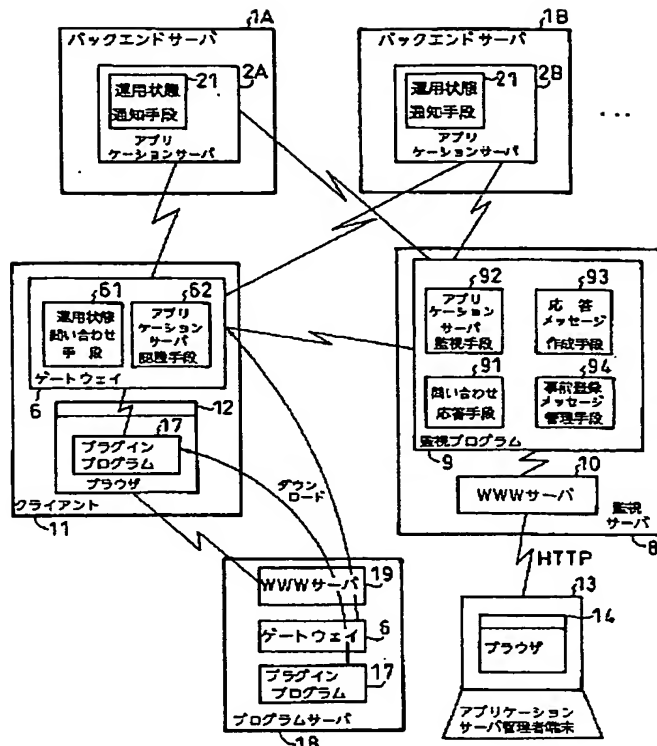 1A
バックエンドサーバ
2A
21
運用状態
通知手段
アプリ
ケーションサーバ
1B
バックエンドサーバ
2B
21
運用状態
通知手段
アプリ
ケーションサーバ
...
61
運用状態
問い合わせ
手段
62
アプリ
ケーション
サーバ
認証手段
ゲートウェイ
6
12
17
プラグイン
プログラム
ブラウザ
クライアント
11
ダウン
ロード
92
アプリ
ケーション
サーバ
監視手段
93
応答
メッセージ
作成手段
91
問い合わせ
応答手段
94
事前登録
メッセージ
管理手段
監視プログラム
9
10
WWWサーバ
監視
サーバ
8
HTTP
13
14
ブラウザ
アプリケーション
サーバ管理者端末
WWWサーバ
19
ゲートウェイ
6
プラグイン
プログラム
17
プログラムサーバ
18